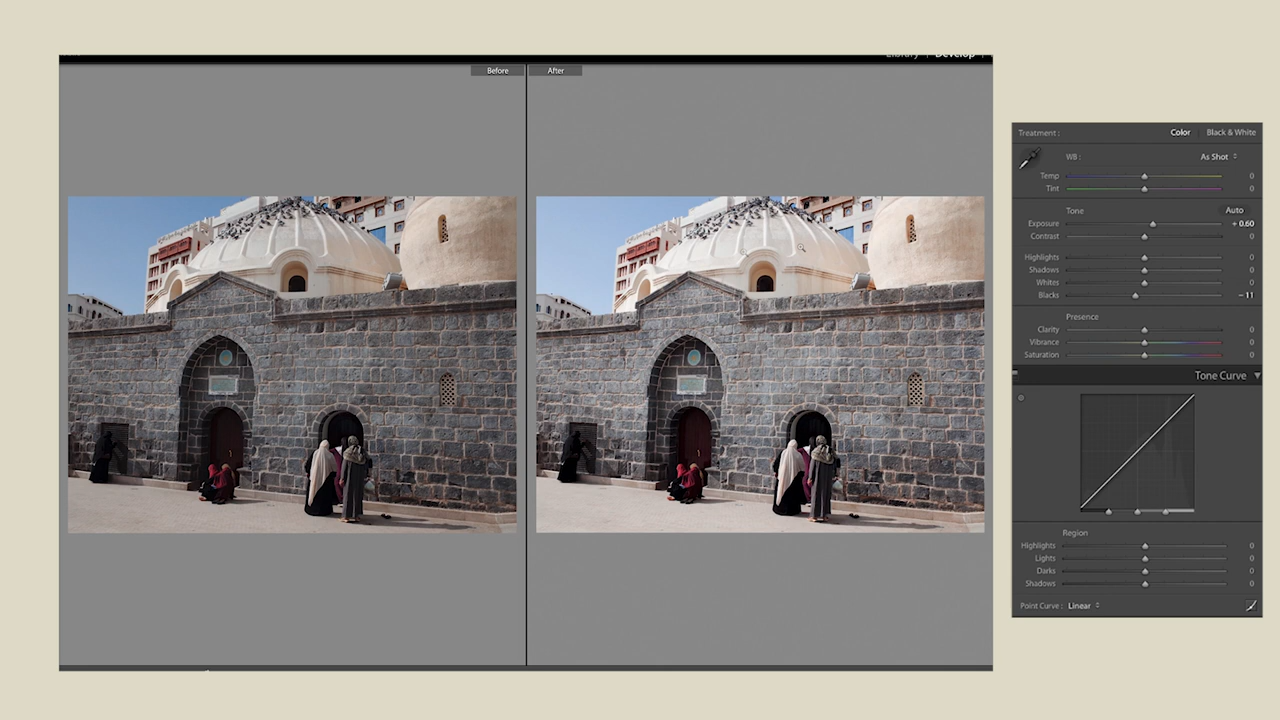 Library | Develop |
Before
After
Treatment : Color | Black & White
WB : As Shot
Temp 0
Tint 0
Tone Auto
Exposure + 0.60
Contrast 0
Highlights 0
Shadows 0
Whites 0
Blacks - 11
Presence
Clarity 0
Vibrance 0
Saturation 0
Tone Curve
Region
Highlights 0
Lights 0
Darks 0
Shadows 0
Point Curve : Linear